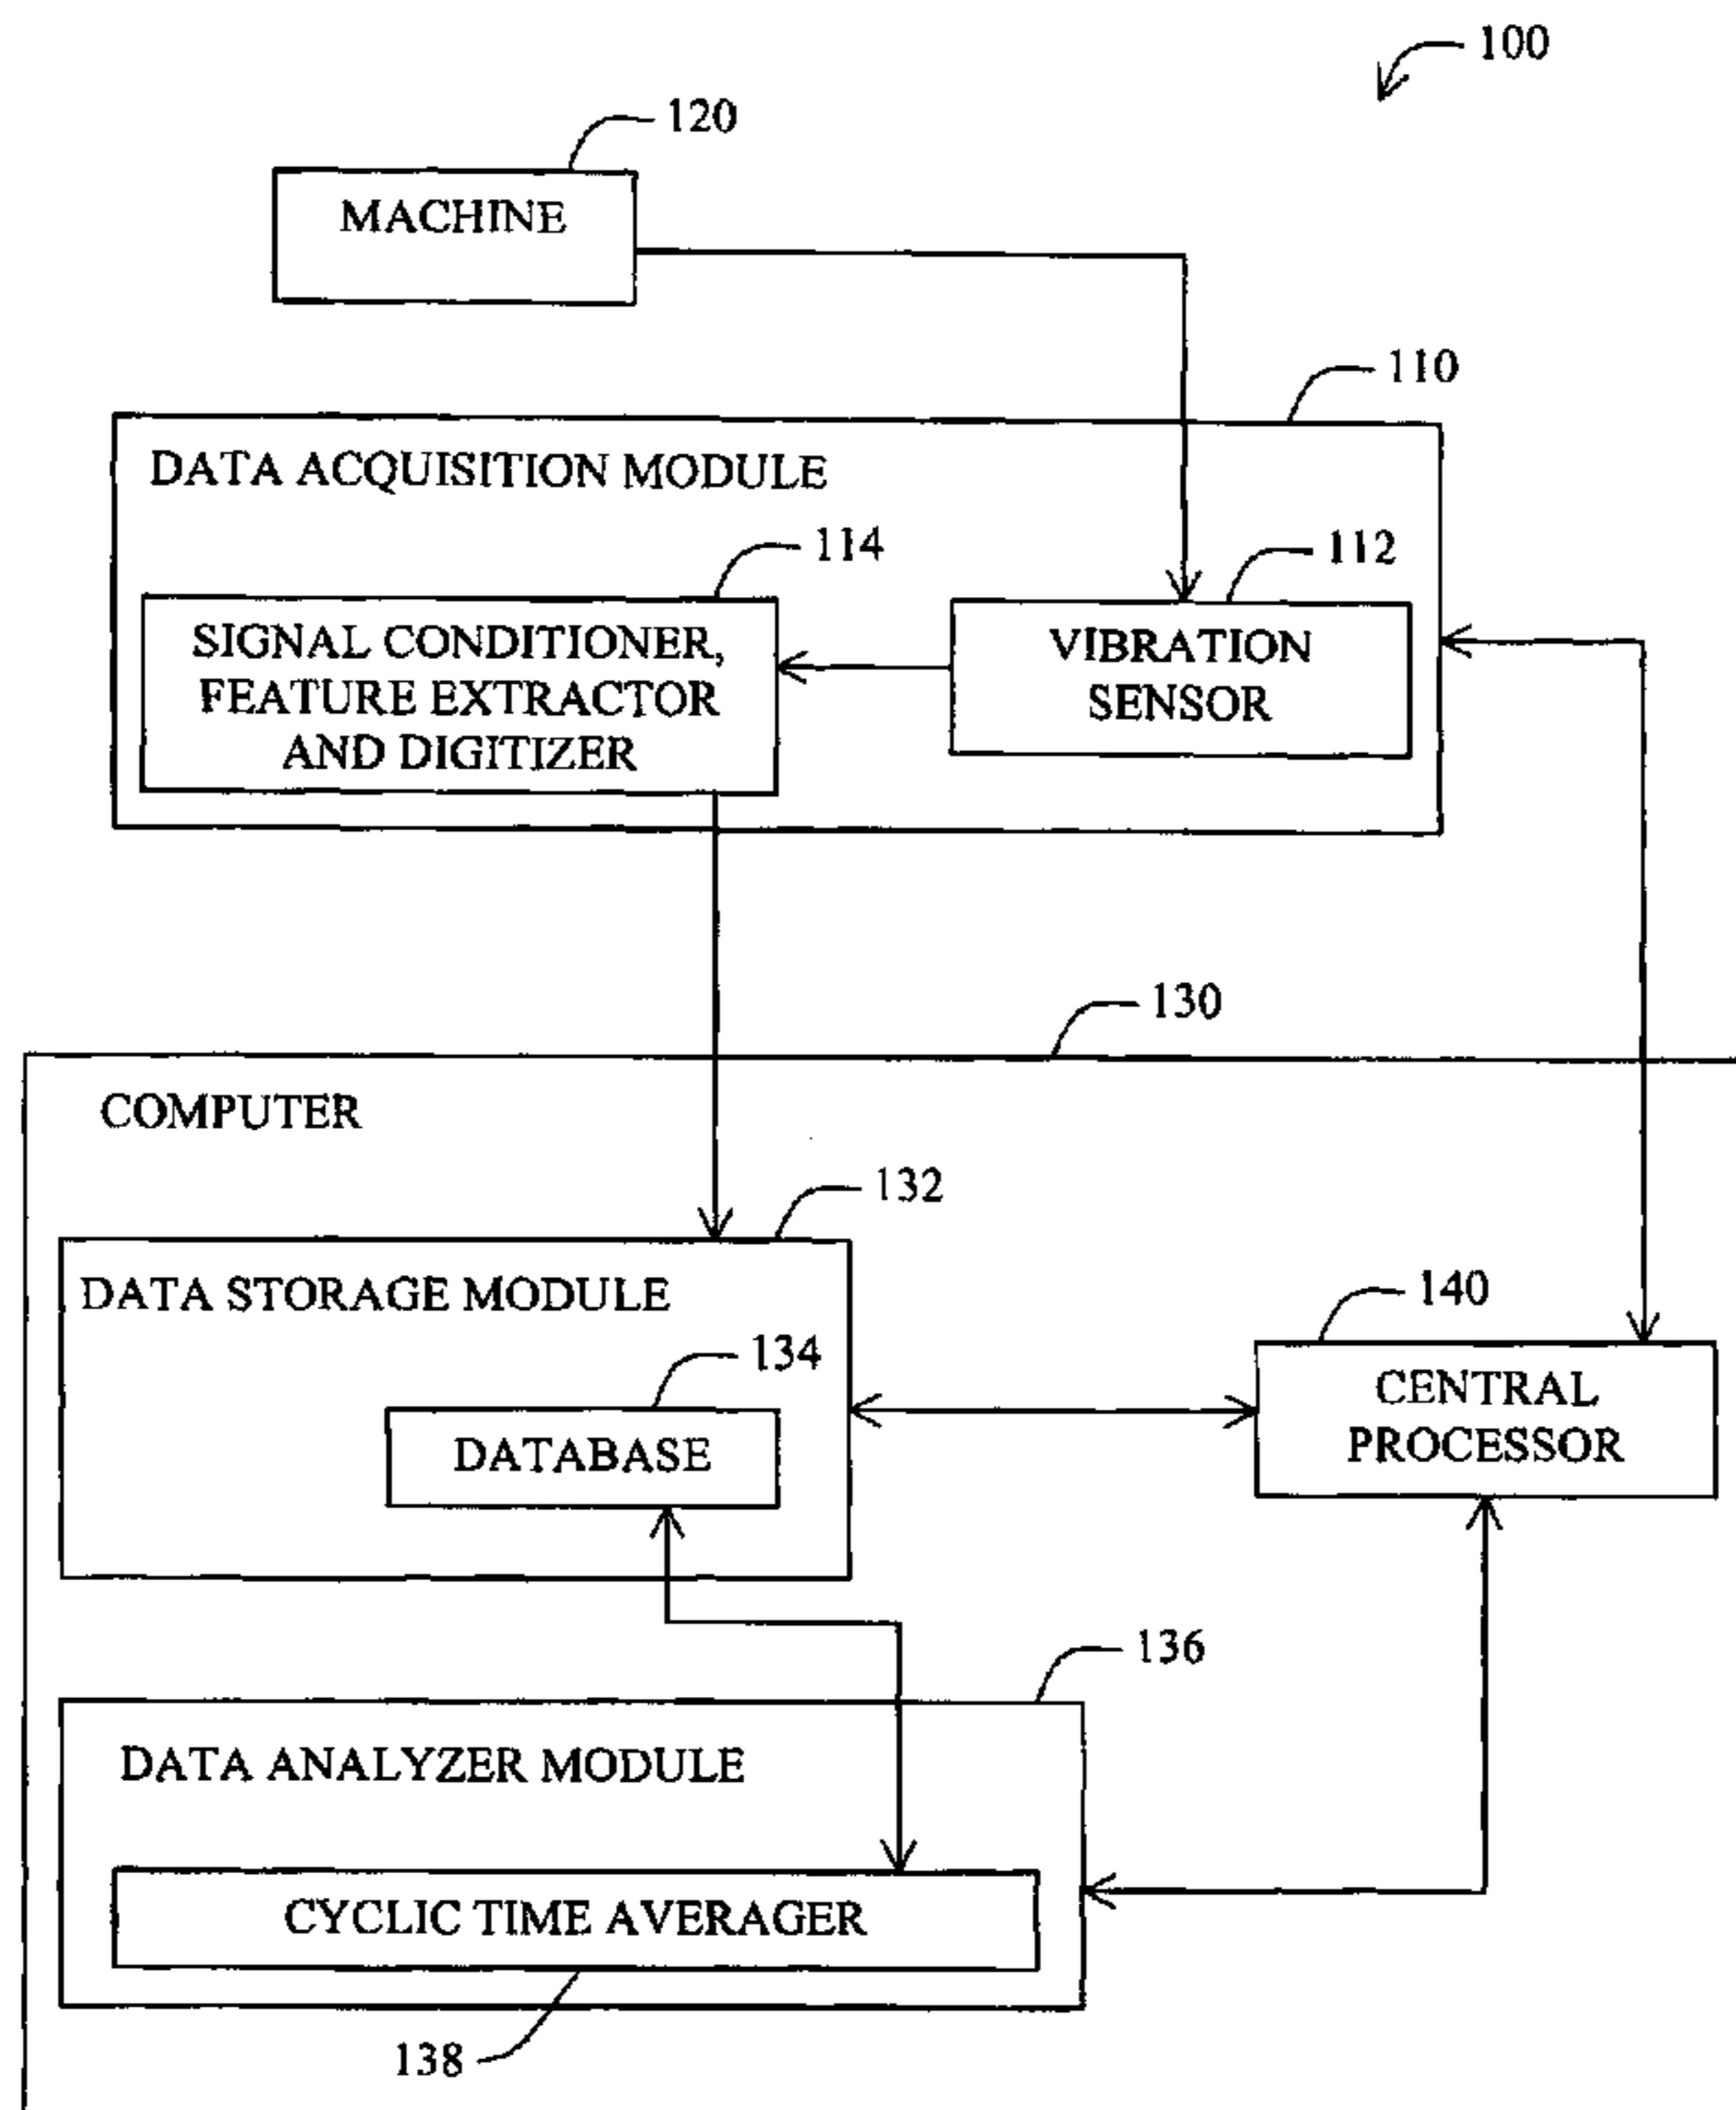 100
120
MACHINE
110
DATA ACQUISITION MODULE
114
112
SIGNAL CONDITIONER,
FEATURE EXTRACTOR
AND DIGITIZER
VIBRATION
SENSOR
130
COMPUTER
132
DATA STORAGE MODULE
134
DATABASE
140
CENTRAL
PROCESSOR
136
DATA ANALYZER MODULE
CYCLIC TIME AVERAGER
138